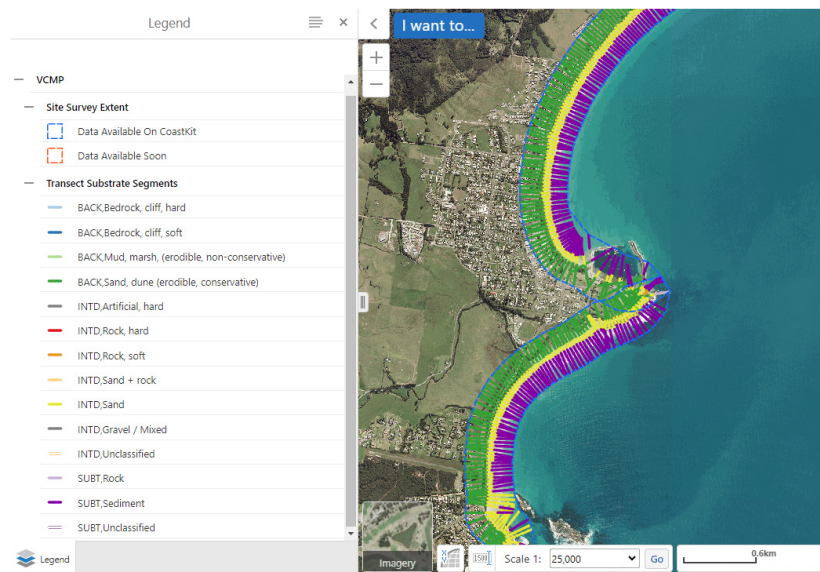 Legend
I want to...
VCMP
Site Survey Extent
Data Available On CoastKit
Data Available Soon
Transect Substrate Segments
BACK,Bedrock, cliff, hard
BACK,Bedrock, cliff, soft
BACK,Mud, marsh, (erodible, non-conservative)
BACK,Sand, dune (erodible, conservative)
INTD,Artificial, hard
INTD,Rock, hard
INTD,Rock, soft
INTD,Sand + rock
INTD,Sand
INTD,Gravel / Mixed
INTD,Unclassified
SUBT,Rock
SUBT,Sediment
SUBT,Unclassified
Legend
Imagery
Scale 1: 25,000
Go
0.6km